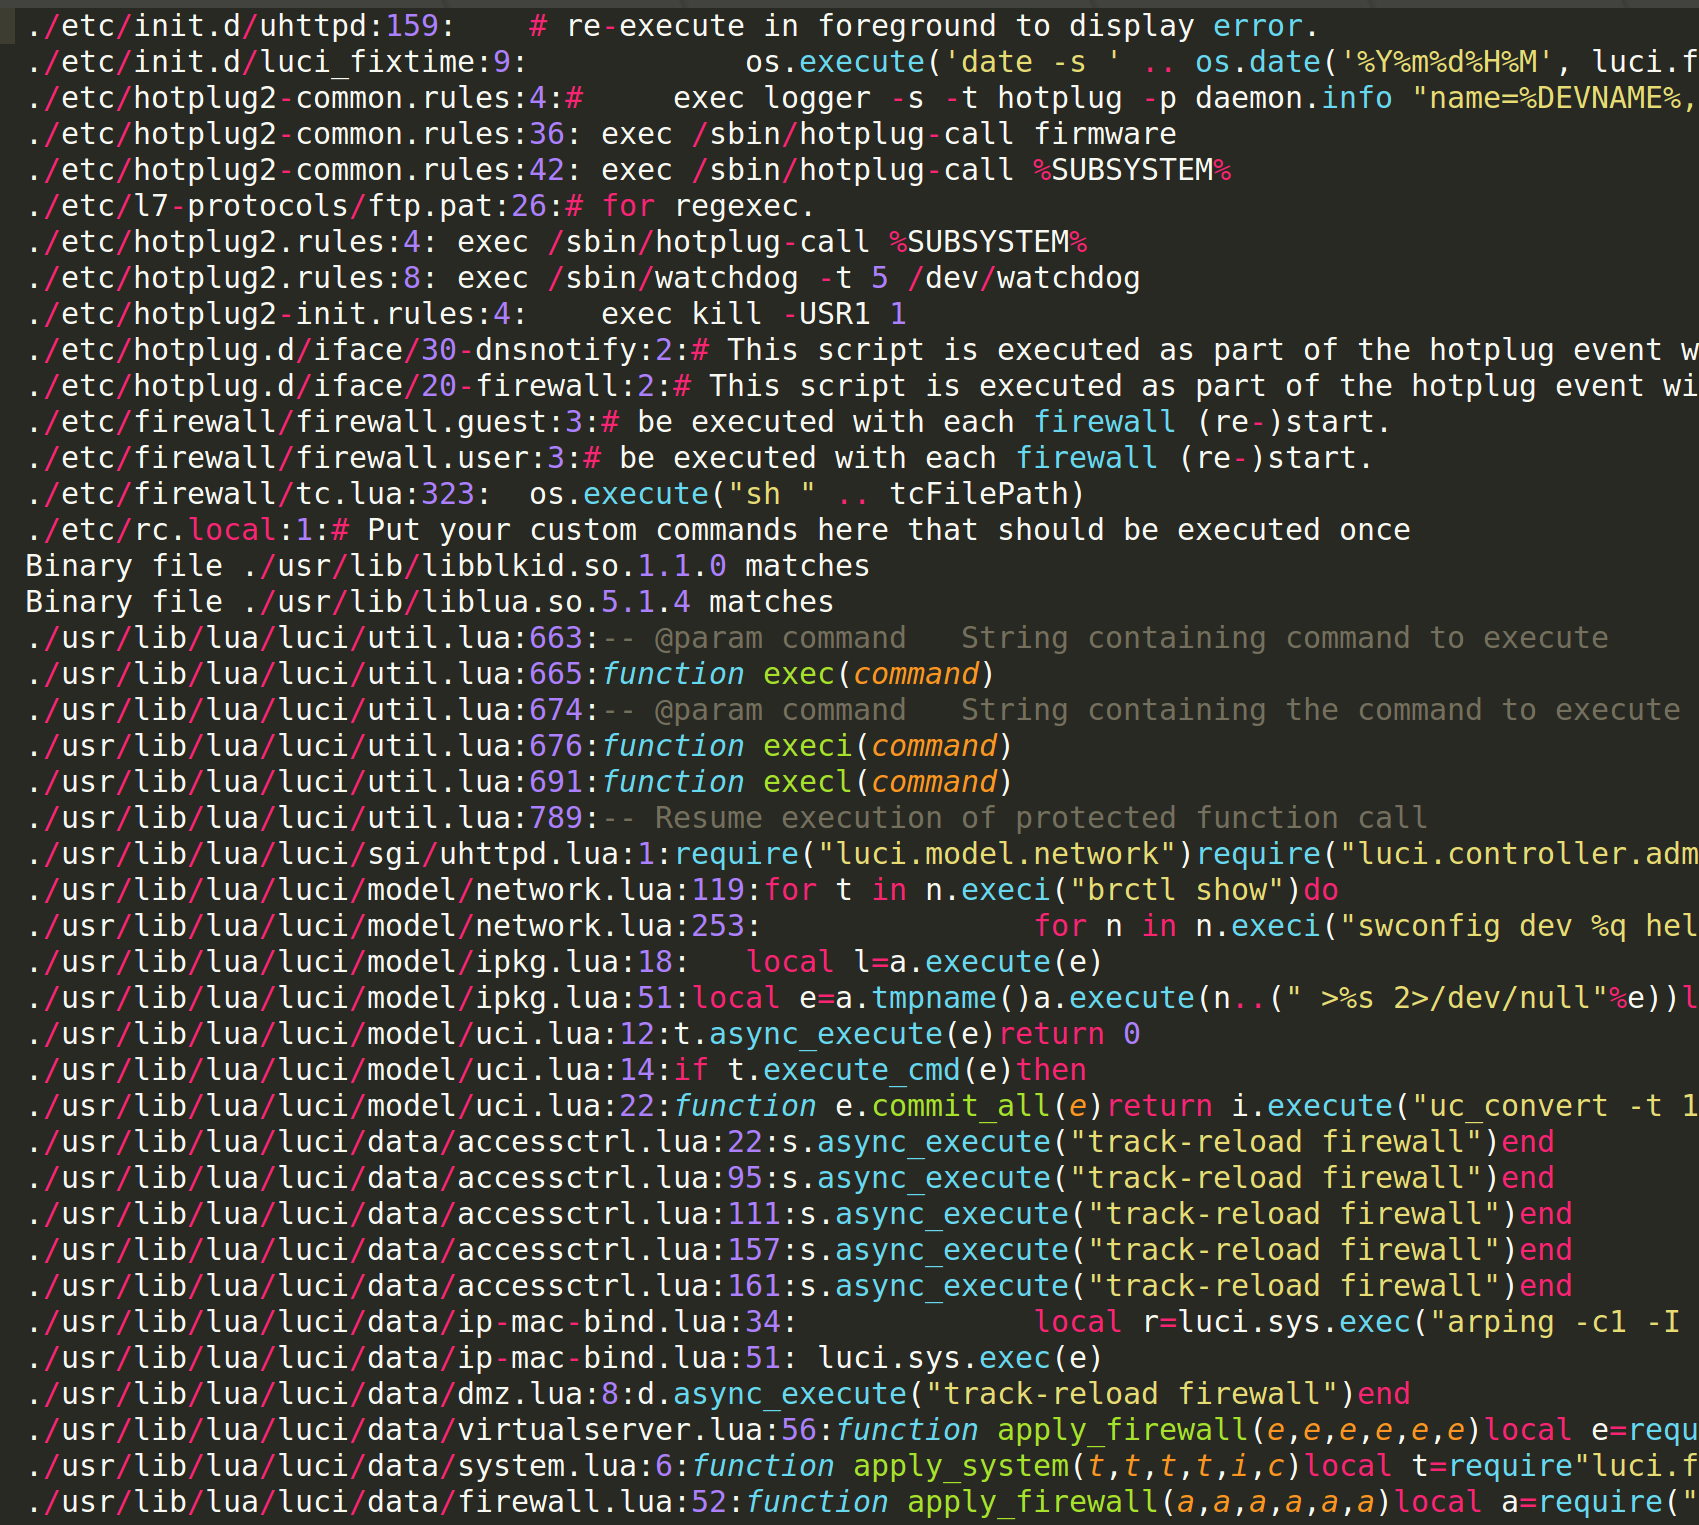 ./etc/init.d/uhttpd:159:    # re-execute in foreground to display error.
./etc/init.d/luci_fixtime:9:            os.execute('date -s ' .. os.date('%Y%m%d%H%M', luci.f
./etc/hotplug2-common.rules:4:#     exec logger -s -t hotplug -p daemon.info "name=%DEVNAME%,
./etc/hotplug2-common.rules:36: exec /sbin/hotplug-call firmware
./etc/hotplug2-common.rules:42: exec /sbin/hotplug-call %SUBSYSTEM%
./etc/l7-protocols/ftp.pat:26:# for regexec.
./etc/hotplug2.rules:4: exec /sbin/hotplug-call %SUBSYSTEM%
./etc/hotplug2.rules:8: exec /sbin/watchdog -t 5 /dev/watchdog
./etc/hotplug2-init.rules:4:    exec kill -USR1 1
./etc/hotplug.d/iface/30-dnsnotify:2:# This script is executed as part of the hotplug event w
./etc/hotplug.d/iface/20-firewall:2:# This script is executed as part of the hotplug event wi
./etc/firewall/firewall.guest:3:# be executed with each firewall (re-)start.
./etc/firewall/firewall.user:3:# be executed with each firewall (re-)start.
./etc/firewall/tc.lua:323:  os.execute("sh " .. tcFilePath)
./etc/rc.local:1:# Put your custom commands here that should be executed once
Binary file ./usr/lib/libblkid.so.1.1.0 matches
Binary file ./usr/lib/liblua.so.5.1.4 matches
./usr/lib/lua/luci/util.lua:663:-- @param command   String containing command to execute
./usr/lib/lua/luci/util.lua:665:function exec(command)
./usr/lib/lua/luci/util.lua:674:-- @param command   String containing the command to execute
./usr/lib/lua/luci/util.lua:676:function execi(command)
./usr/lib/lua/luci/util.lua:691:function execl(command)
./usr/lib/lua/luci/util.lua:789:-- Resume execution of protected function call
./usr/lib/lua/luci/sgi/uhttpd.lua:1:require("luci.model.network")require("luci.controller.adm
./usr/lib/lua/luci/model/network.lua:119:for t in n.execi("brctl show")do
./usr/lib/lua/luci/model/network.lua:253:               for n in n.execi("swconfig dev %q hel
./usr/lib/lua/luci/model/ipkg.lua:18:   local l=a.execute(e)
./usr/lib/lua/luci/model/ipkg.lua:51:local e=a.tmpname()a.execute(n..(" >%s 2>/dev/null"%e))l
./usr/lib/lua/luci/model/uci.lua:12:t.async_execute(e)return 0
./usr/lib/lua/luci/model/uci.lua:14:if t.execute_cmd(e)then
./usr/lib/lua/luci/model/uci.lua:22:function e.commit_all(e)return i.execute("uc_convert -t 1
./usr/lib/lua/luci/data/accessctrl.lua:22:s.async_execute("track-reload firewall")end
./usr/lib/lua/luci/data/accessctrl.lua:95:s.async_execute("track-reload firewall")end
./usr/lib/lua/luci/data/accessctrl.lua:111:s.async_execute("track-reload firewall")end
./usr/lib/lua/luci/data/accessctrl.lua:157:s.async_execute("track-reload firewall")end
./usr/lib/lua/luci/data/accessctrl.lua:161:s.async_execute("track-reload firewall")end
./usr/lib/lua/luci/data/ip-mac-bind.lua:34:             local r=luci.sys.exec("arping -c1 -I
./usr/lib/lua/luci/data/ip-mac-bind.lua:51: luci.sys.exec(e)
./usr/lib/lua/luci/data/dmz.lua:8:d.async_execute("track-reload firewall")end
./usr/lib/lua/luci/data/virtualserver.lua:56:function apply_firewall(e,e,e,e,e,e)local e=requ
./usr/lib/lua/luci/data/system.lua:6:function apply_system(t,t,t,t,i,c)local t=require"luci.f
./usr/lib/lua/luci/data/firewall.lua:52:function apply_firewall(a,a,a,a,a,a)local a=require("